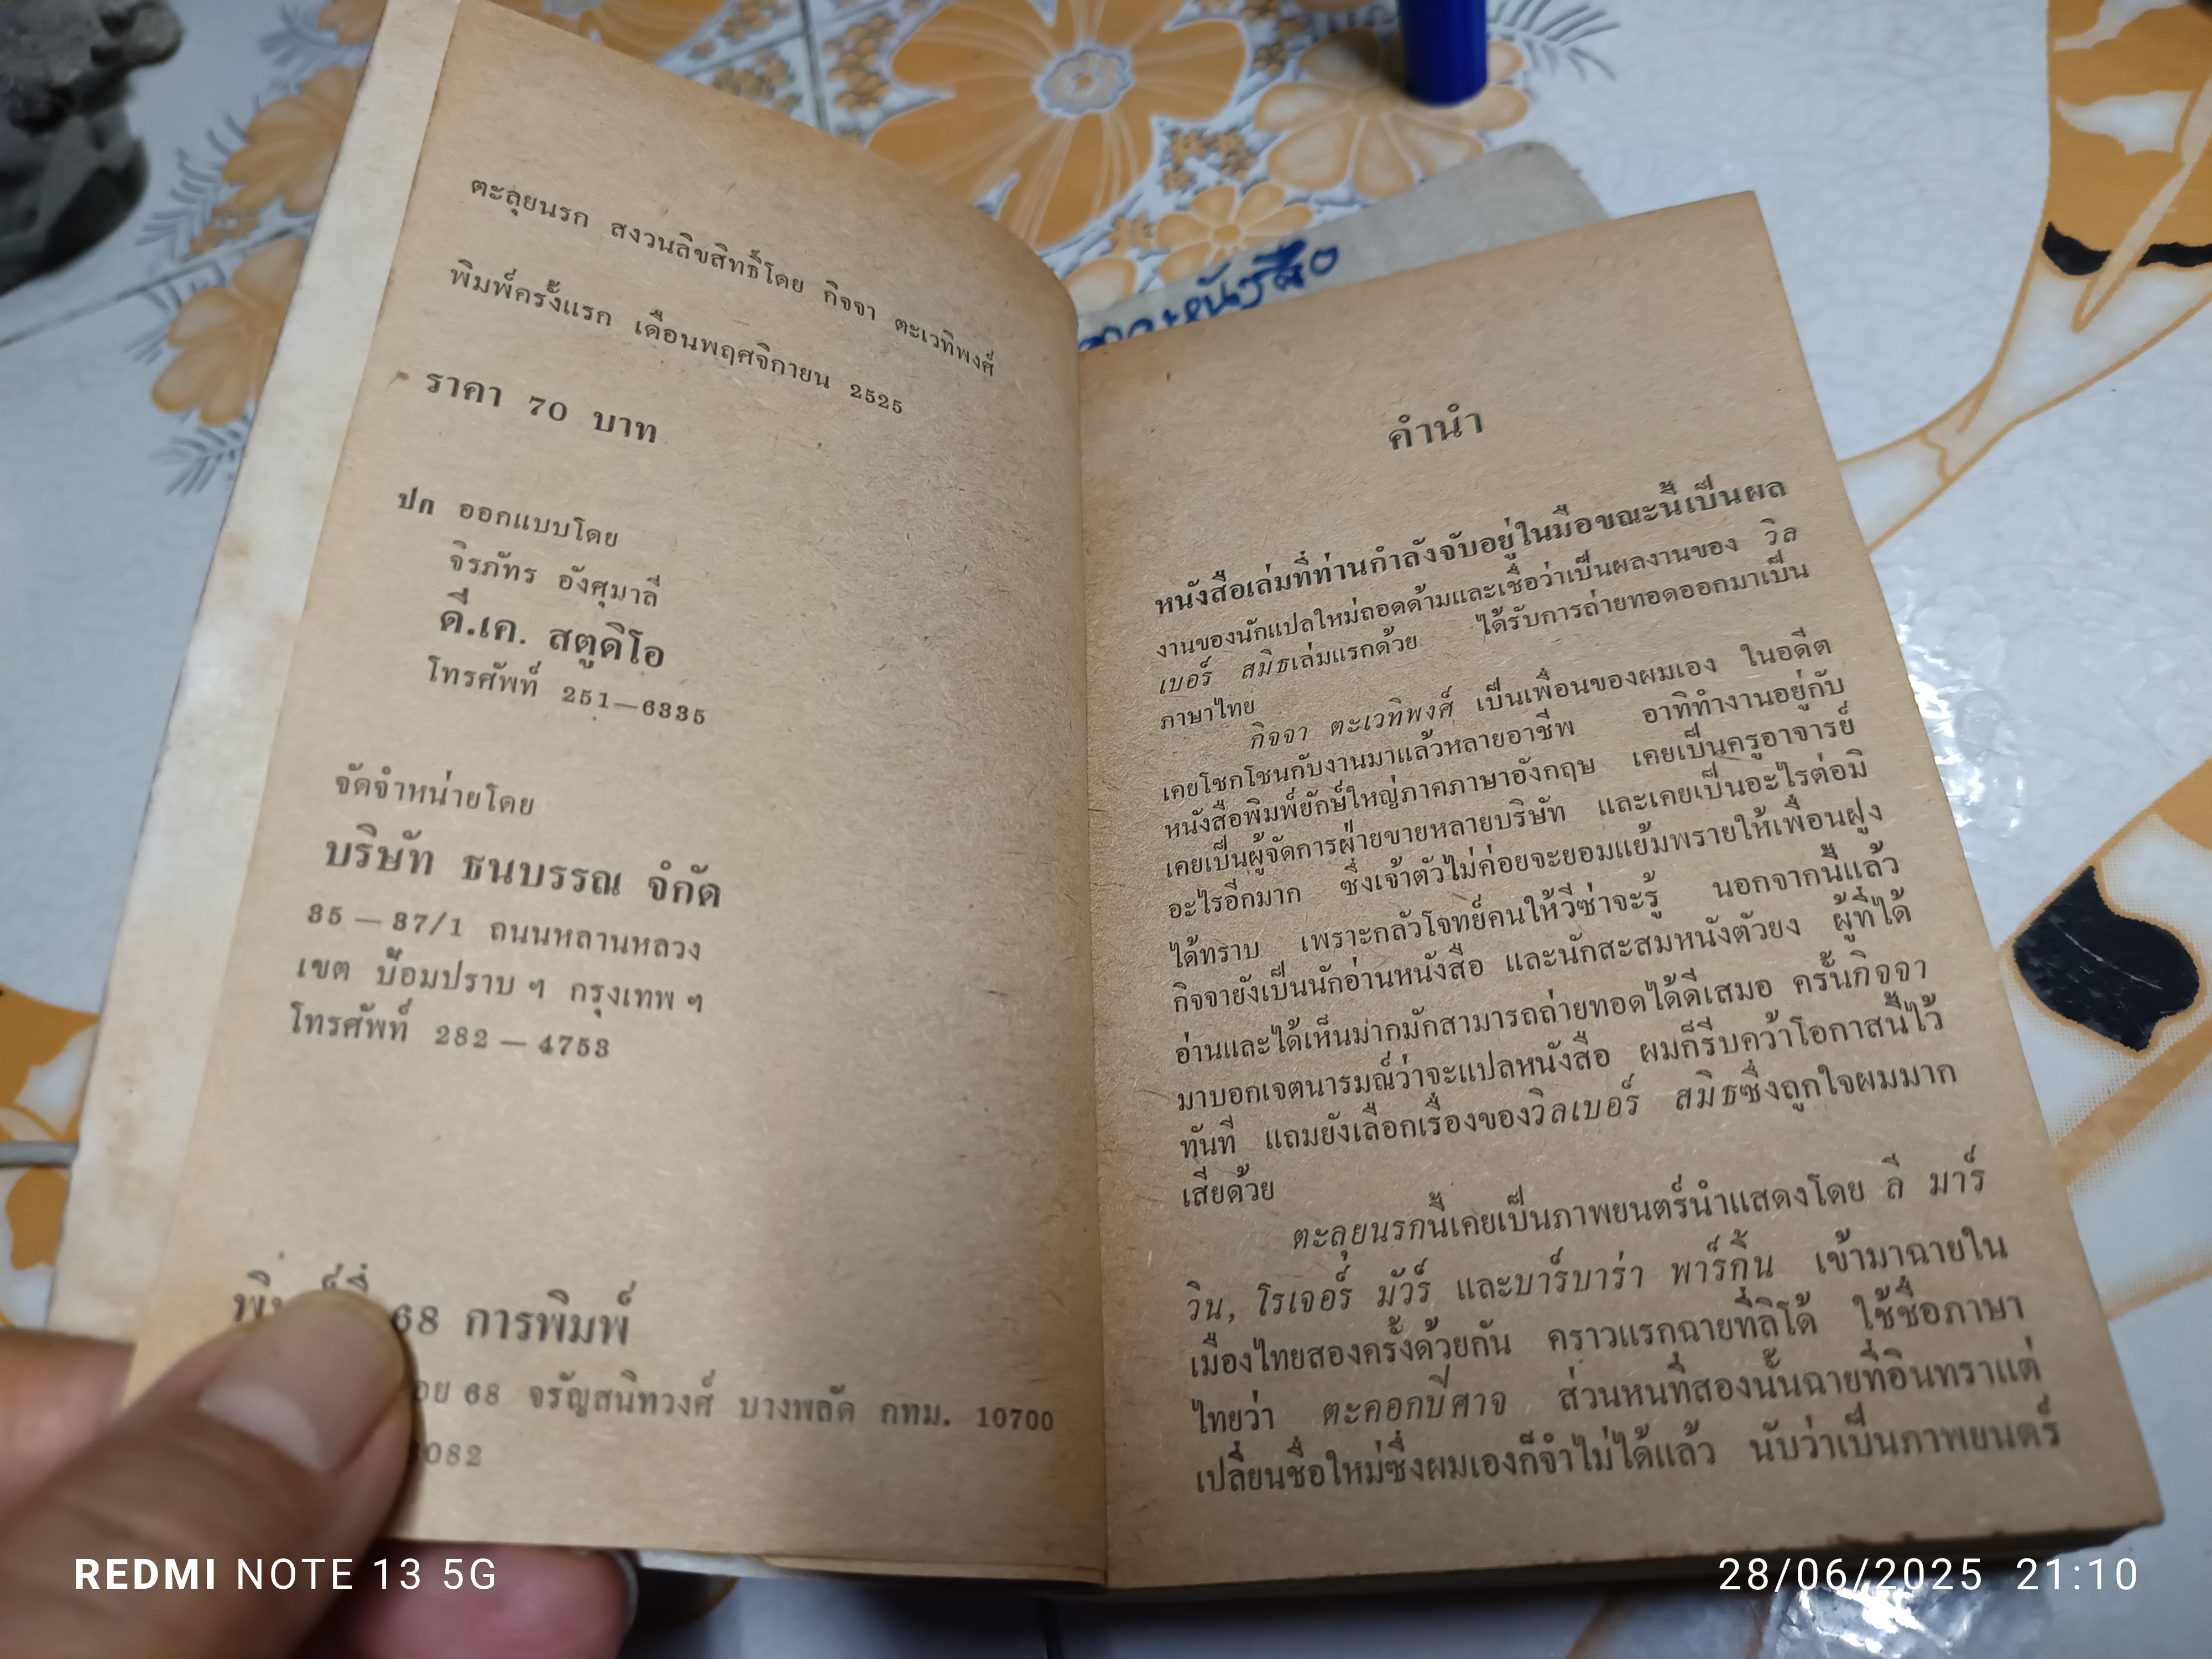 ตะลุยนรก สงวนลิขสิทธิ์โดย กิจจา ตะเวทิพงศ์
พิมพ์ครั้งแรก เดือนพฤศจิกายน 2525
ราคา 70 บาท
ปก ออกแบบโดย
จิรภัทร อังศุมาลี
ดี.เค. สตูดิโอ
โทรศัพท์ 251—6335
จัดจำหน่ายโดย
บริษัท ธนบรรณ จำกัด
35 — 37/1 ถนนหลานหลวง
เขต ป้อมปราบ ฯ กรุงเทพ ฯ
โทรศัพท์ 282 — 4753
68 การพิมพ์
68 จรัญสนิทวงศ์ บางพลัด กทม. 10700
3082
หนังสือ
คำนำ
หนังสือเล่มที่ท่านกำลังจับอยู่ในมือขณะนี้เป็นผล
งานของนักแปลใหม่ถอดด้ามและเชื่อว่าเป็นผลงานของ วิล
เบอร์ สมิธเล่มแรกด้วย ได้รับการถ่ายทอดออกมาเป็น
ภาษาไทย
กิจจา ตะเวทิพงศ์ เป็นเพื่อนของผมเอง ในอดีต
เคยโชกโชนกับงานมาแล้วหลายอาชีพ อาทิทำงานอยู่กับ
หนังสือพิมพ์ยักษ์ใหญ่ภาคภาษาอังกฤษ เคยเป็นครูอาจารย์
เคยเป็นผู้จัดการฝ่ายขายหลายบริษัท และเคยเป็นอะไรต่อมิ
อะไรอีกมาก ซึ่งเจ้าตัวไม่ค่อยจะยอมแย้มพรายให้เพื่อนฝูง
ได้ทราบ เพราะกลัวโจทย์คนให้วีซ่าจะรู้ นอกจากนี้แล้ว
กิจจายังเป็นนักอ่านหนังสือ และนักสะสมหนังตัวยง ผู้ที่ได้
อ่านและได้เห็นมากมักสามารถถ่ายทอดได้ดีเสมอ ครั้นกิจจา
มาบอกเจตนารมณ์ว่าจะแปลหนังสือ ผมก็รีบคว้าโอกาสนี้ไว้
ทันที แถมยังเลือกเรื่องของวิลเบอร์ สมิธซึ่งถูกใจผมมาก
เสียด้วย
ตะลุยนรกนี้เคยเป็นภาพยนตร์นำแสดงโดย ลี มาร์
วิน, โรเจอร์ มัวร์ และบาร์บาร่า พาร์กิ้น เข้ามาฉายใน
เมืองไทยสองครั้งด้วยกัน คราวแรกฉายที่ลิโด้ ใช้ชื่อภาษา
ไทยว่า ตะคอกปีศาจ ส่วนหนที่สองนั้นฉายที่อินทราแต่
เปลี่ยนชื่อใหม่ซึ่งผมเองก็จำไม่ได้แล้ว นับว่าเป็นภาพยนตร์
REDMI NOTE 13 5G
28/06/2025 21:10